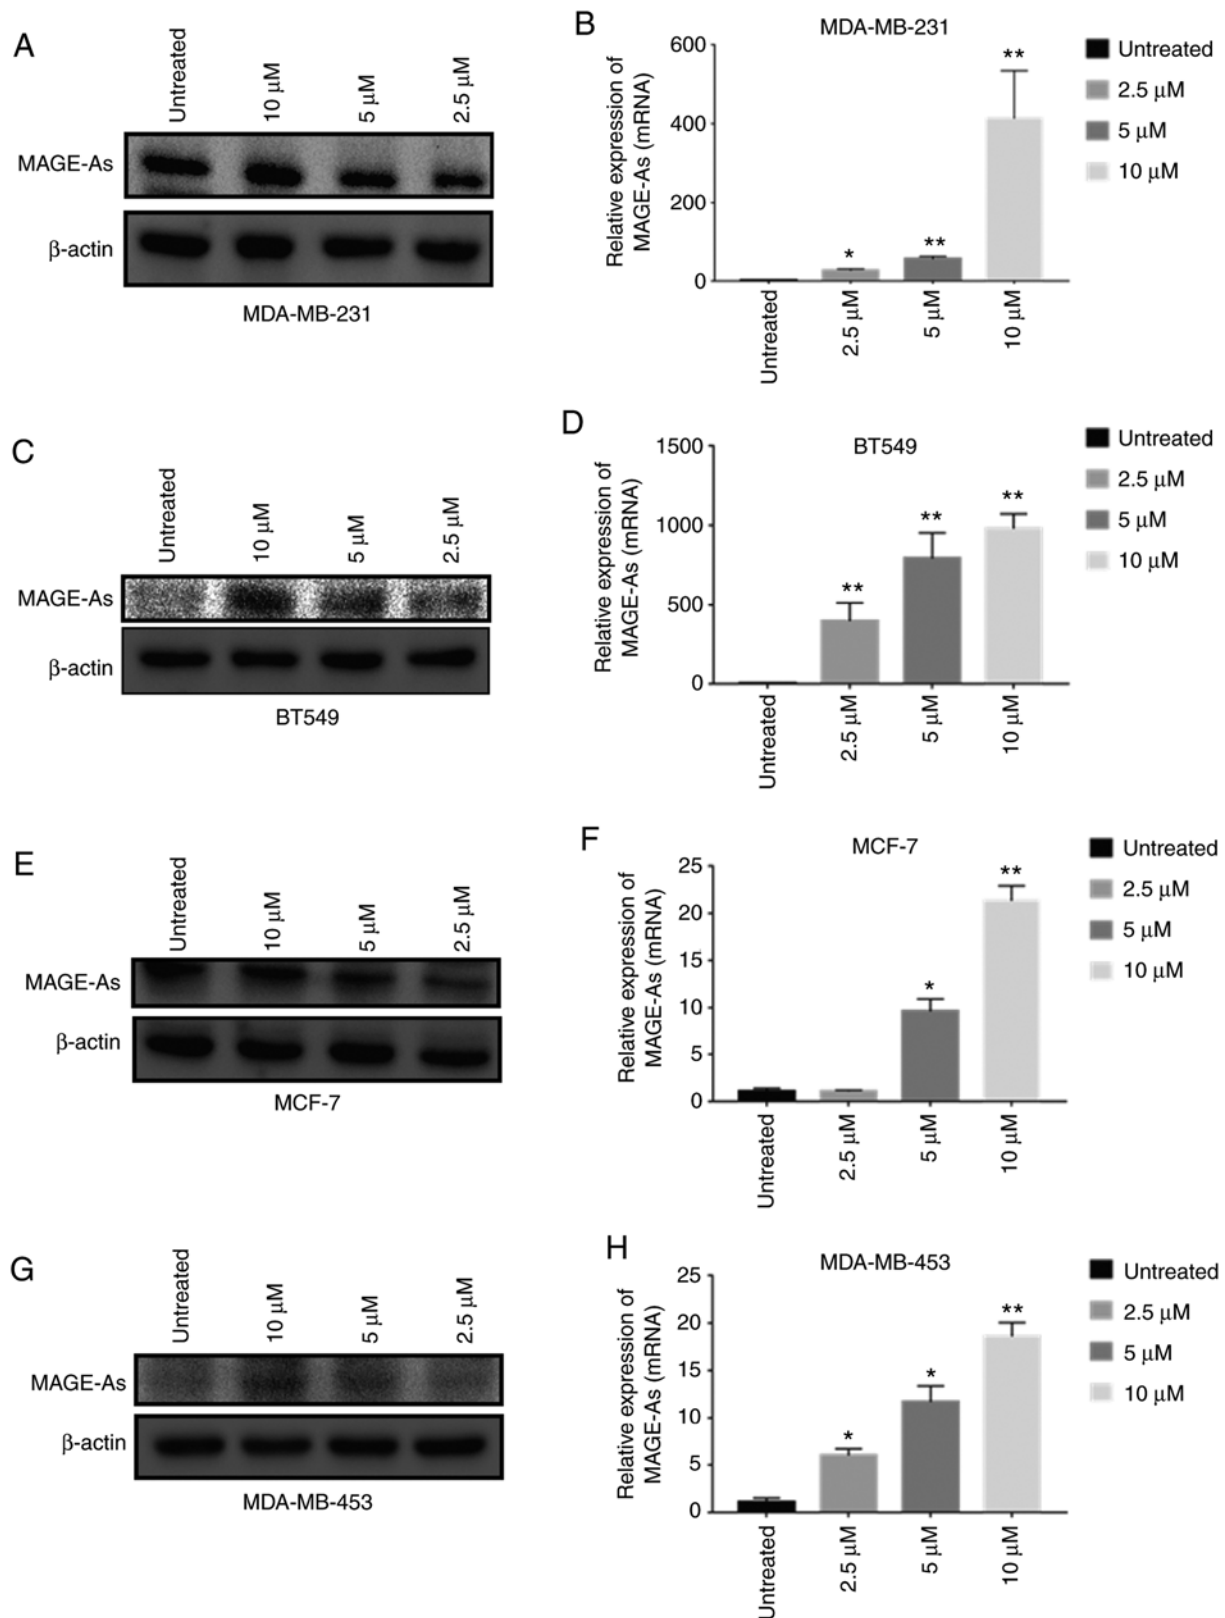 A
Untreated
10 μM
5 μM
2.5 μM
MAGE-As
β-actin
MDA-MB-231
B
MDA-MB-231
Relative expression of
MAGE-As (mRNA)
600
400
200
0
*
**
**
Untreated
2.5 μM
5 μM
10 μM
Untreated
2.5 μM
5 μM
10 μM
C
Untreated
10 μM
5 μM
2.5 μM
MAGE-As
β-actin
BT549
D
BT549
Relative expression of
MAGE-As (mRNA)
1500
1000
500
0
**
**
**
Untreated
2.5 μM
5 μM
10 μM
Untreated
2.5 μM
5 μM
10 μM
E
Untreated
10 μM
5 μM
2.5 μM
MAGE-As
β-actin
MCF-7
F
MCF-7
Relative expression of
MAGE-As (mRNA)
25
20
15
10
5
0
*
**
Untreated
2.5 μM
5 μM
10 μM
Untreated
2.5 μM
5 μM
10 μM
G
Untreated
10 μM
5 μM
2.5 μM
MAGE-As
β-actin
MDA-MB-453
H
MDA-MB-453
Relative expression of
MAGE-As (mRNA)
25
20
15
10
5
0
*
*
**
Untreated
2.5 μM
5 μM
10 μM
Untreated
2.5 μM
5 μM
10 μM